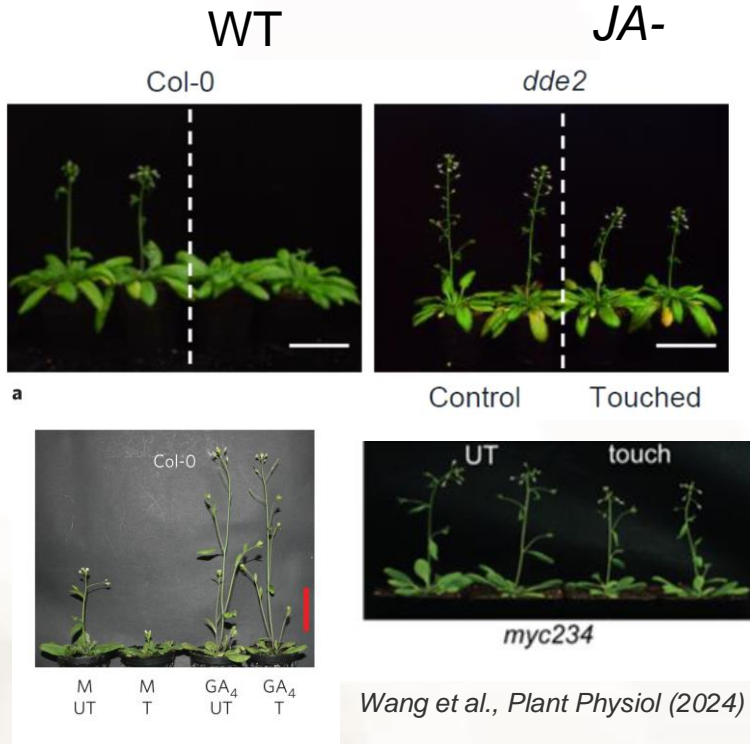 WT
JA-
Col-0
dde2
Control Touched
a
Col-0
UT touch
myc234
M M GA₄ GA₄
UT T UT T
Wang et al., Plant Physiol (2024)